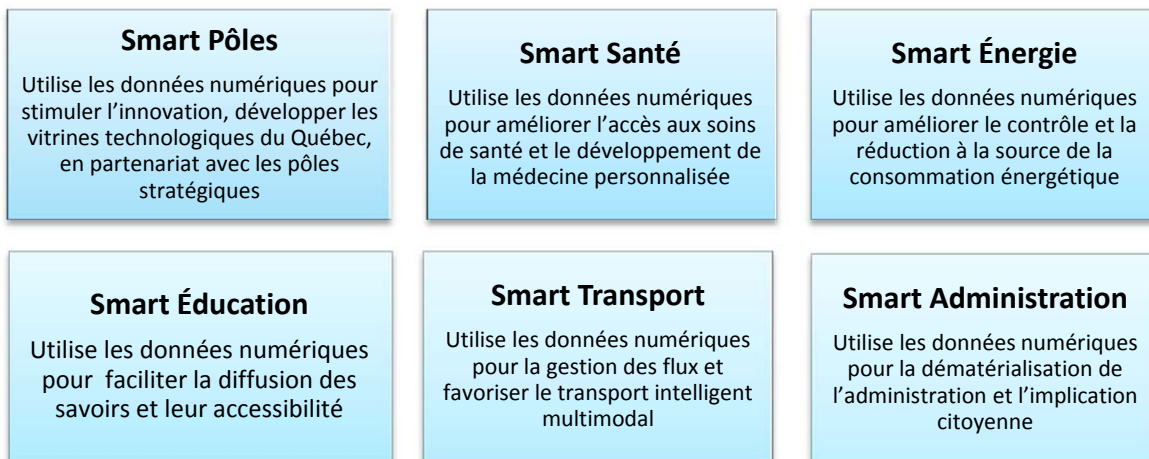 Smart Pôles
Utilise les données numériques pour
stimuler l’innovation, développer les
vitrines technologiques du Québec,
en partenariat avec les pôles
stratégiques
Smart Santé
Utilise les données numériques
pour améliorer l’accès aux soins
de santé et le développement de
la médecine personnalisée
Smart Énergie
Utilise les données numériques
pour améliorer le contrôle et la
réduction à la source de la
consommation énergétique
Smart Éducation
Utilise les données numériques
pour faciliter la diffusion des
savoirs et leur accessibilité
Smart Transport
Utilise les données numériques
pour la gestion des flux et
favoriser le transport intelligent
multimodal
Smart Administration
Utilise les données numériques
pour la dématérialisation de
l’administration et l’implication
citoyenne